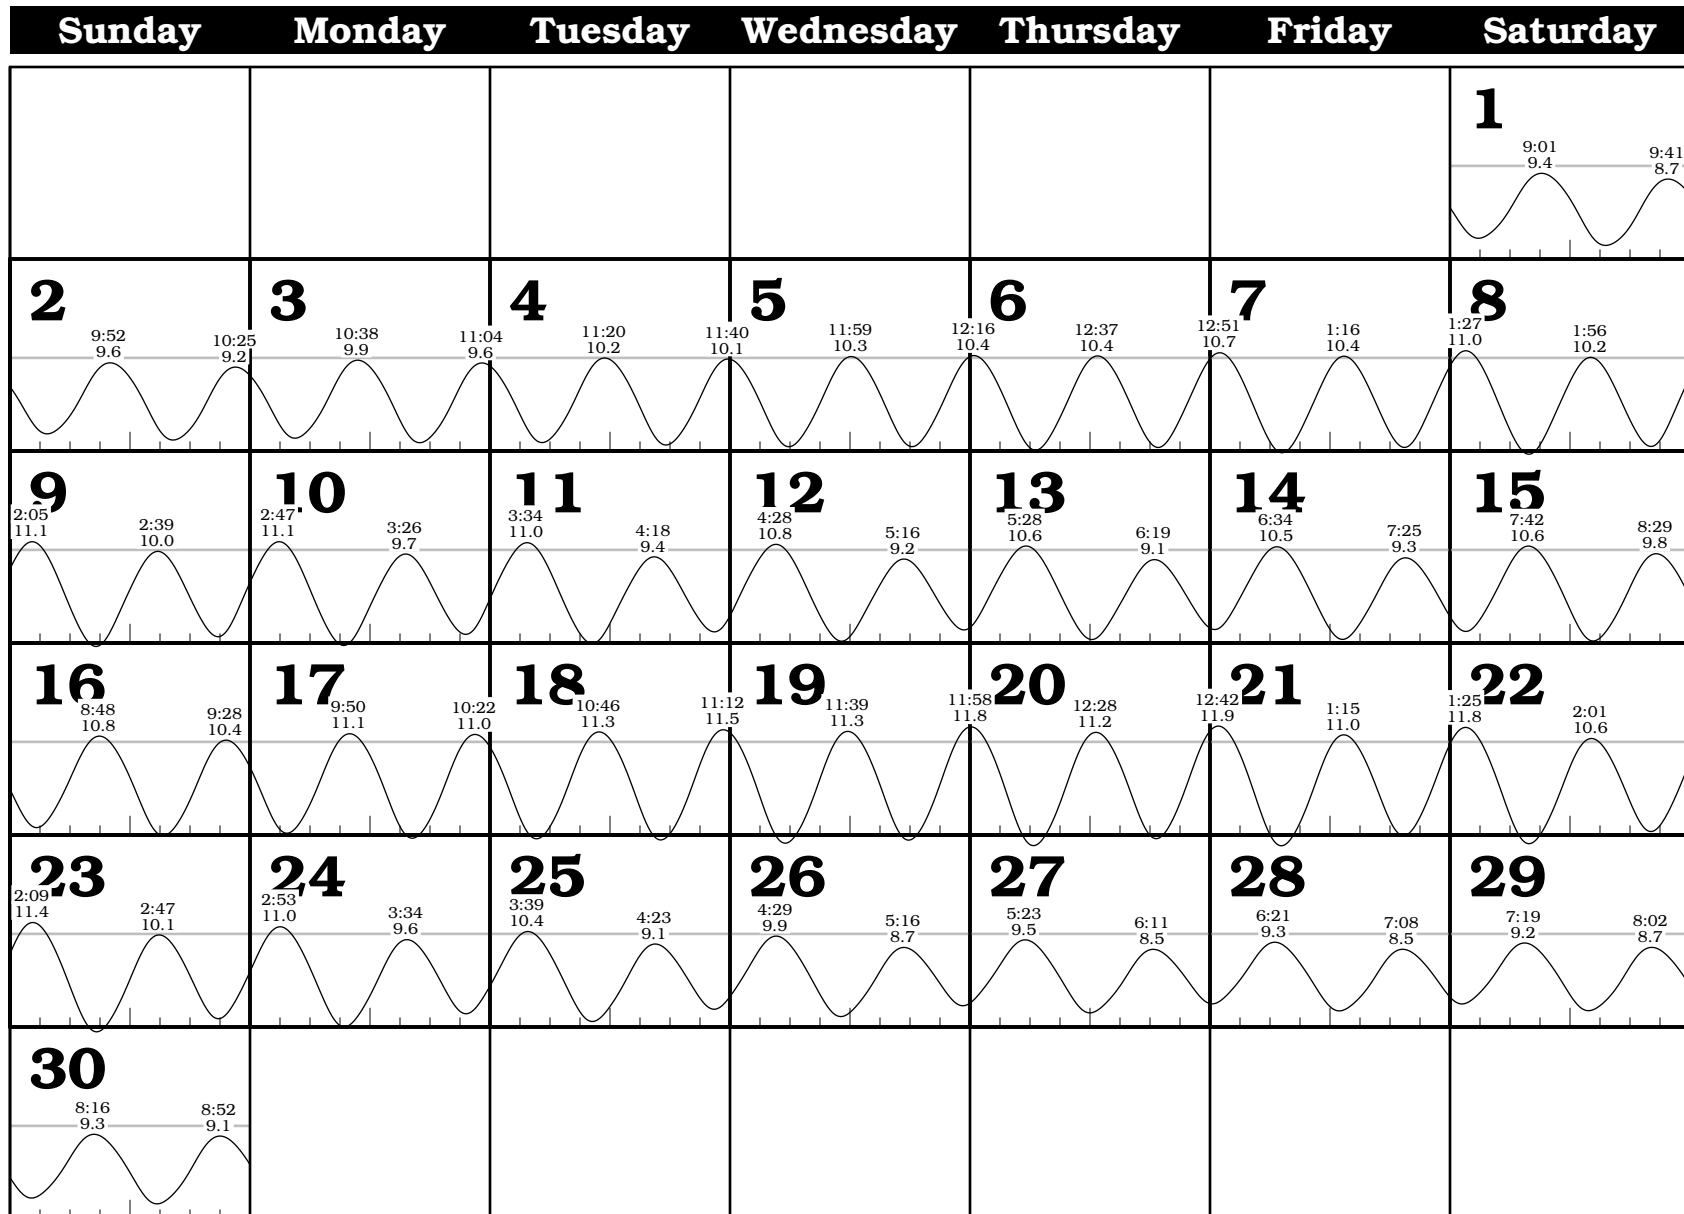 Sunday Monday Tuesday Wednesday Thursday Friday Saturday
1
9:01 9:41
9.4 8.7
2 3 4 5 6 7 8
9:52 10:25 10:38 11:04 11:20 11:40 11:59 12:16 12:37 12:51 1:16 1:27 1:56
9.6 9.2 9.9 9.6 10.2 10.1 10.3 10.4 10.4 10.7 10.4 11.0 10.2
9 10 11 12 13 14 15
2:05 2:39 2:47 3:26 3:34 4:18 4:28 5:16 5:28 6:19 6:34 7:25 7:42 8:29
11.1 10.0 11.1 9.7 11.0 9.4 10.8 9.2 10.6 9.1 10.5 9.3 10.6 9.8
16 17 18 19 20 21 22
8:48 9:28 9:50 10:22 10:46 11:12 11:39 11:58 12:28 12:42 1:15 1:25 2:01
10.8 10.4 11.1 11.0 11.3 11.5 11.3 11.8 11.2 11.9 11.0 11.8 10.6
23 24 25 26 27 28 29
2:09 2:47 2:53 3:34 3:39 4:23 4:29 5:16 5:23 6:11 6:21 7:08 7:19 8:02
11.4 10.1 11.0 9.6 10.4 9.1 9.9 8.7 9.5 8.5 9.3 8.5 9.2 8.7
30
8:16 8:52
9.3 9.1